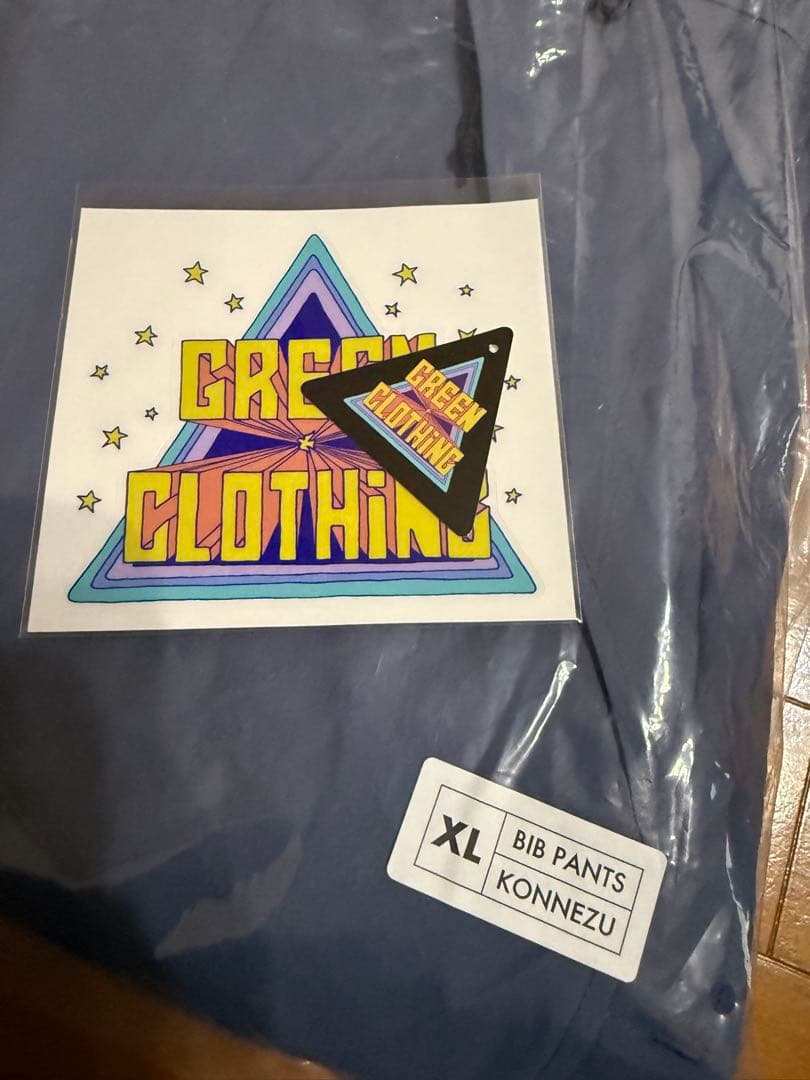 GREEN
CLOTHiNG
GREEN
CLOTHiNG
XL
BIB PANTS
KONNEZU